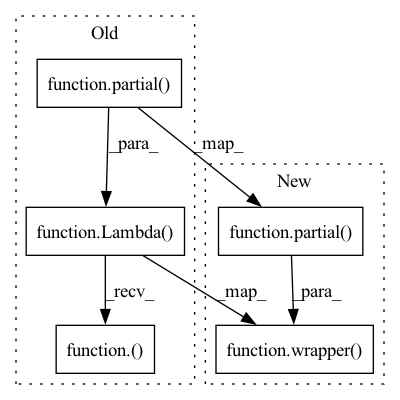 Old
function.partial()
_para_
_map_
New
function.Lambda()
function.partial()
_recv_
_map_
_para_
function.()
function.wrapper()